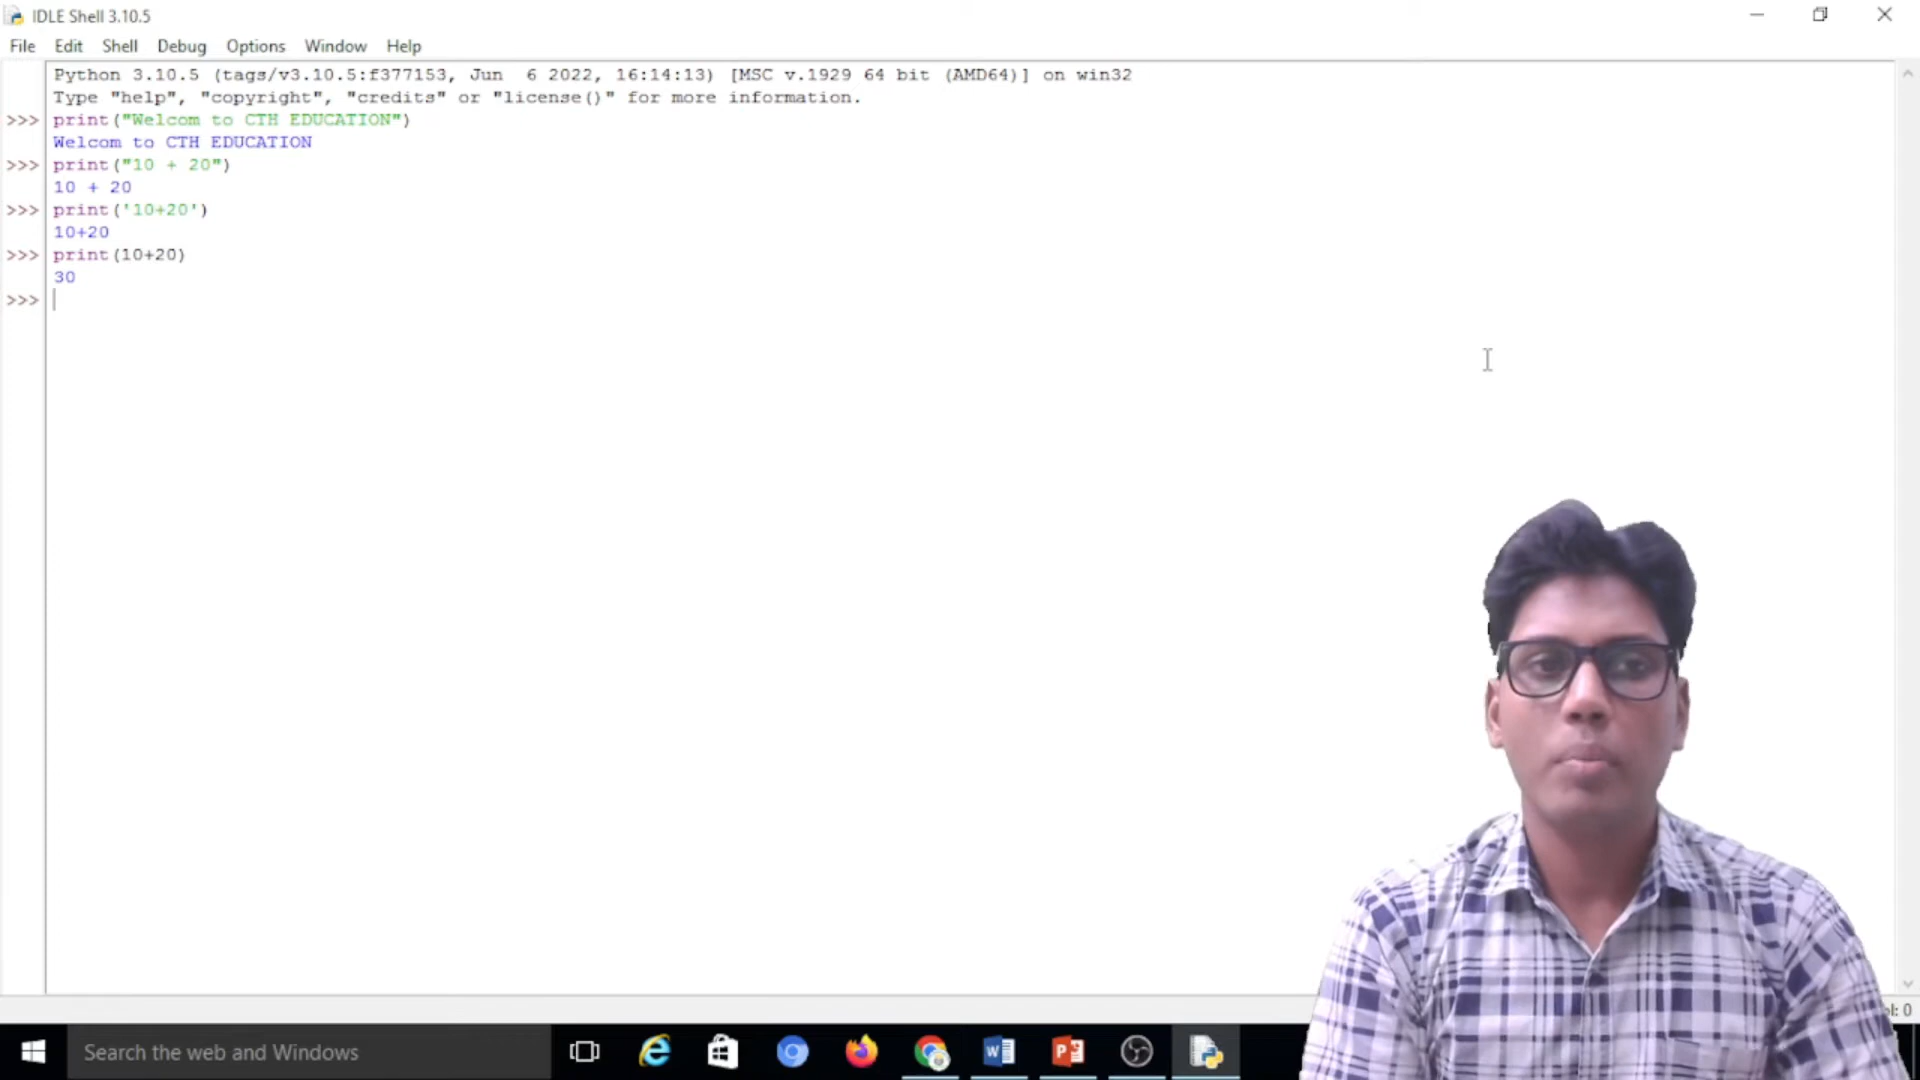 IDLE Shell 3.10.5
File Edit Shell Debug Options Window Help
Python 3.10.5 (tags/v3.10.5:f377153, Jun  6 2022, 16:14:13) [MSC v.1929 64 bit (AMD64)] on win32
Type "help", "copyright", "credits" or "license()" for more information.
>>> print("Welcom to CTH EDUCATION")
Welcom to CTH EDUCATION
>>> print("10 + 20")
10 + 20
>>> print('10+20')
10+20
>>> print(10+20)
30
>>>
Search the web and Windows